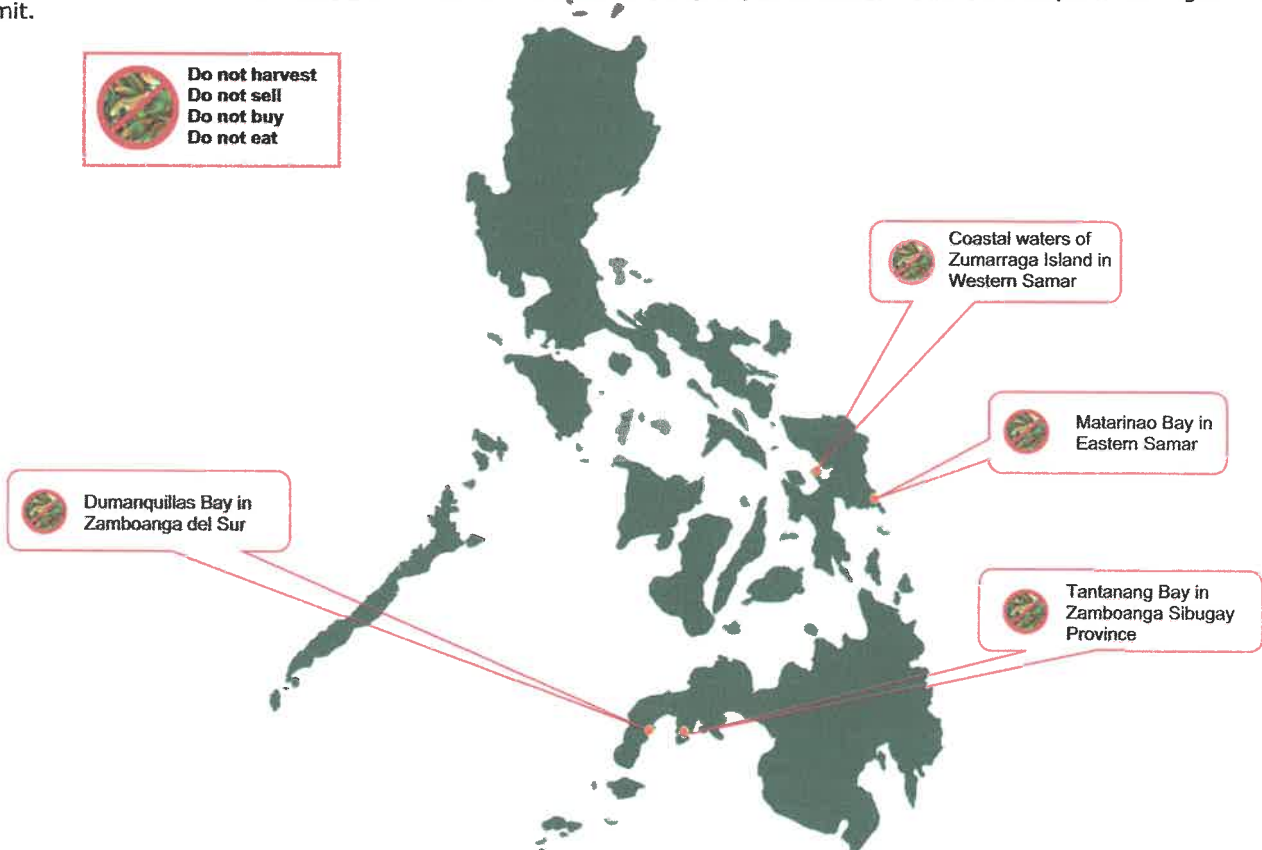 mit.
Do not harvest
Do not sell
Do not buy
Do not eat
Coastal waters of
Zumarraga Island in
Western Samar
Matarinao Bay in
Eastern Samar
Dumanquillas Bay in
Zamboanga del Sur
Tantanang Bay in
Zamboanga Sibugay
Province